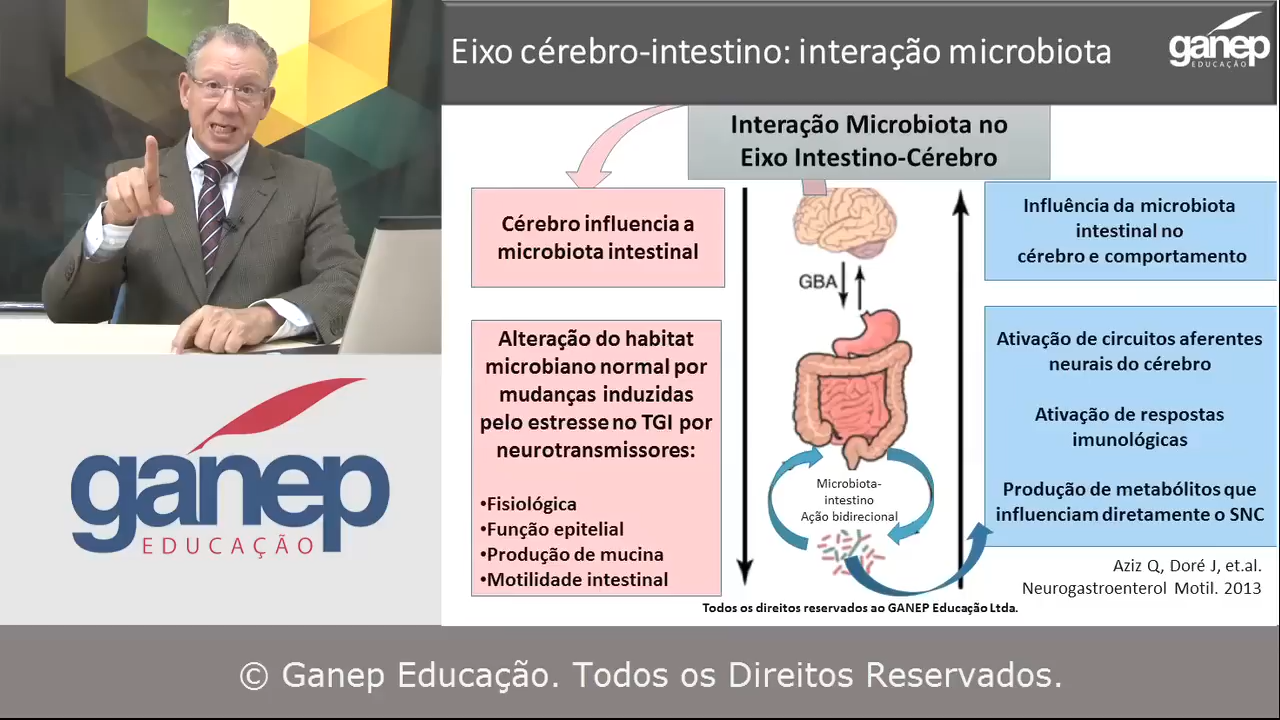 Eixo cérebro-intestino: interação microbiota
ganep
EDUCAÇÃO
Interação Microbiota no
Eixo Intestino-Cérebro
Cérebro influencia a
microbiota intestinal
Alteração do habitat
microbiano normal por
mudanças induzidas
pelo estresse no TGI por
neurotransmissores:
•Fisiológica
•Função epitelial
•Produção de mucina
•Motilidade intestinal
GBA
Microbiota-
intestino
Ação bidirecional
Influência da microbiota
intestinal no
cérebro e comportamento
Ativação de circuitos aferentes
neurais do cérebro
Ativação de respostas
imunológicas
Produção de metabólitos que
influenciam diretamente o SNC
Aziz Q, Doré J, et.al.
Neurogastroenterol Motil. 2013
Todos os direitos reservados ao GANEP Educação Ltda.
ganep
EDUCAÇÃO
© Ganep Educação. Todos os Direitos Reservados.